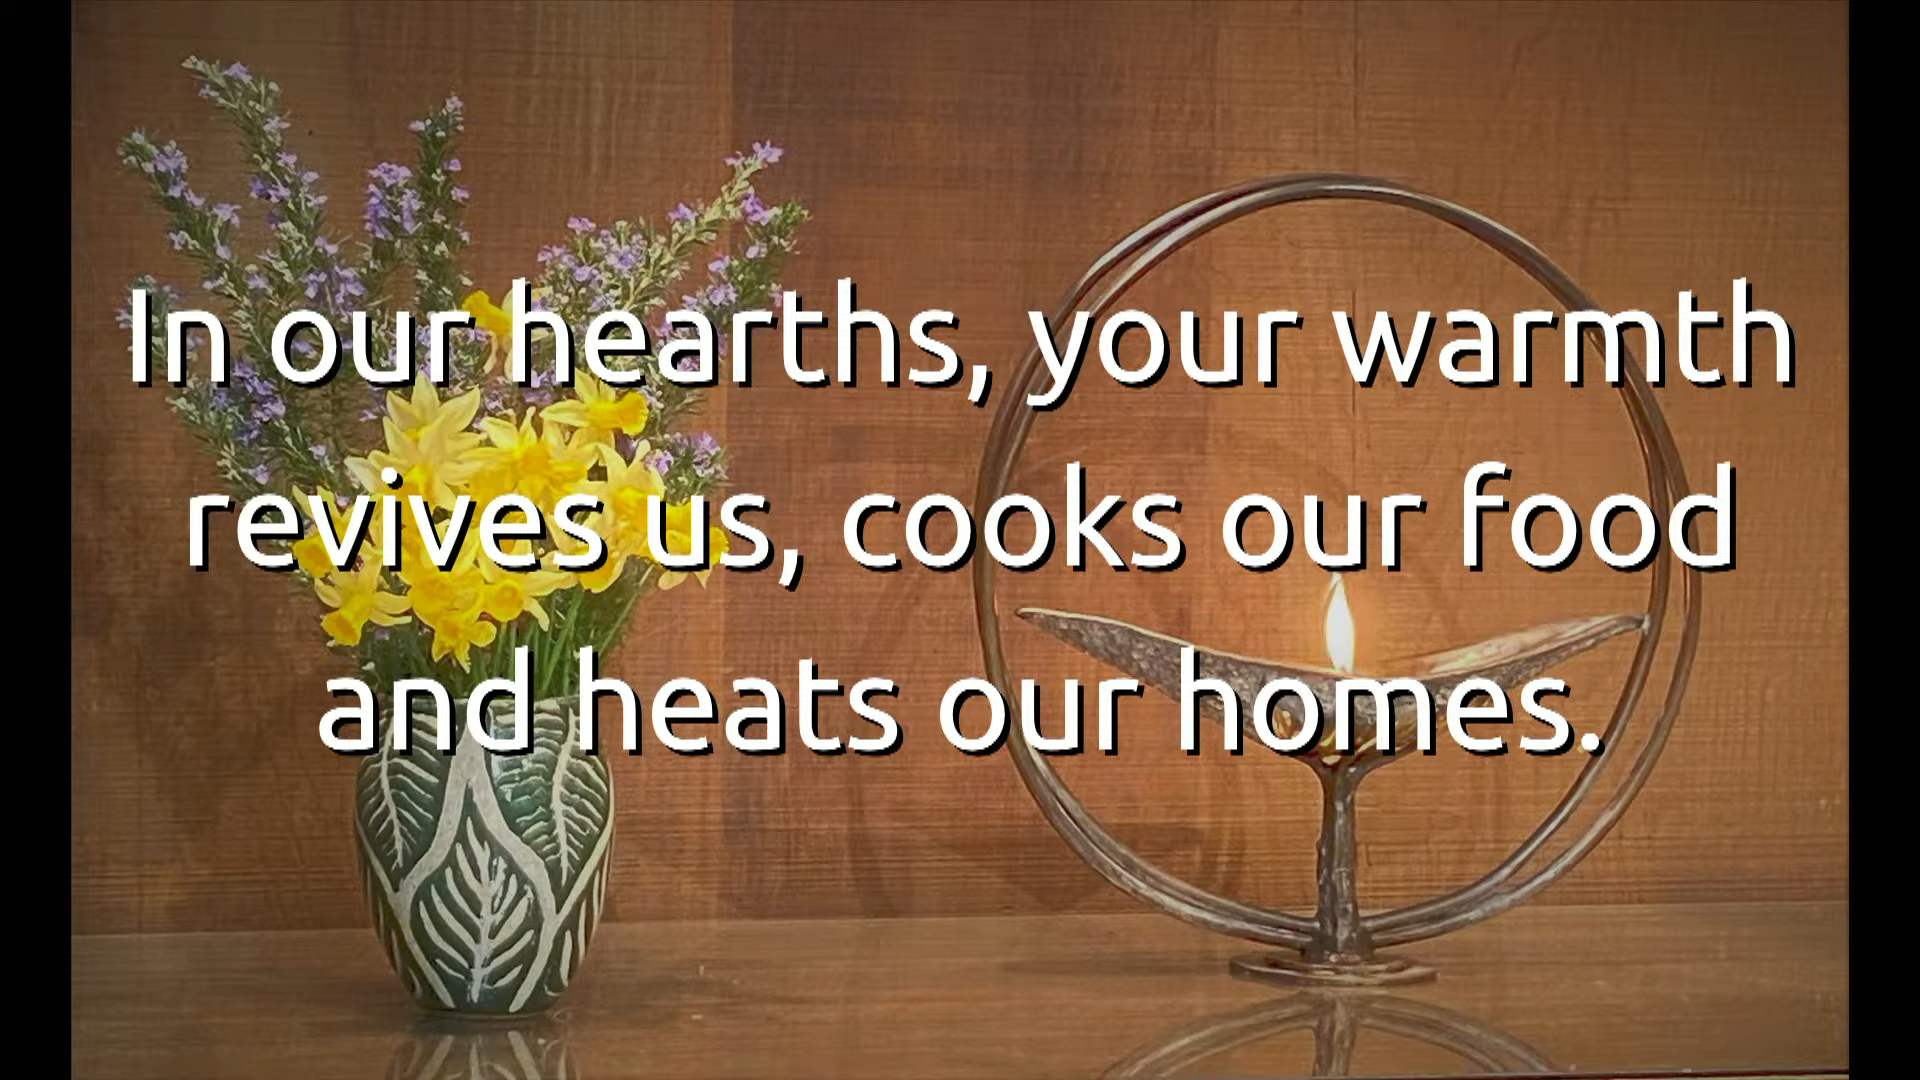 In our hearths, your warmth
revives us, cooks our food
and heats our homes.